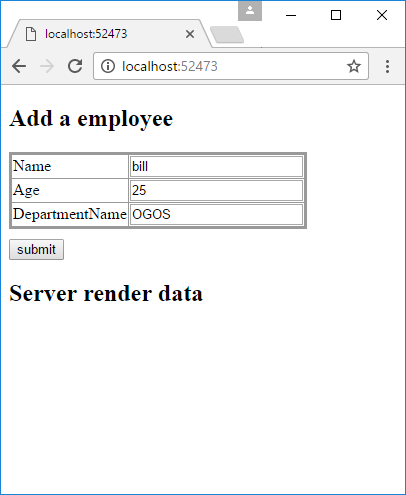 localhost:52473
localhost:52473
Add a employee
Name bill
Age 25
DepartmentName OGOS
submit
Server render data